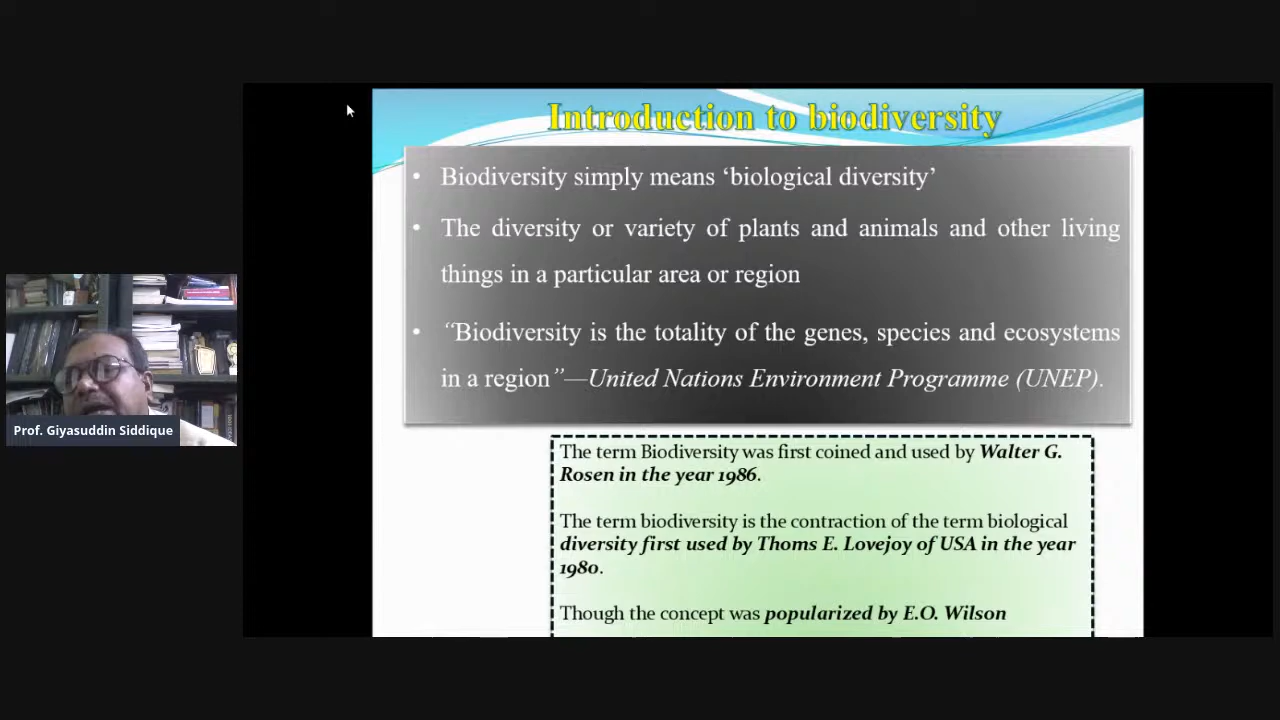 Introduction to biodiversity
• Biodiversity simply means ‘biological diversity’
• The diversity or variety of plants and animals and other living
things in a particular area or region
• “Biodiversity is the totality of the genes, species and ecosystems
in a region”—United Nations Environment Programme (UNEP).
Prof. Giyasuddin Siddique
The term Biodiversity was first coined and used by Walter G.
Rosen in the year 1986.
The term biodiversity is the contraction of the term biological
diversity first used by Thoms E. Lovejoy of USA in the year
1980.
Though the concept was popularized by E.O. Wilson